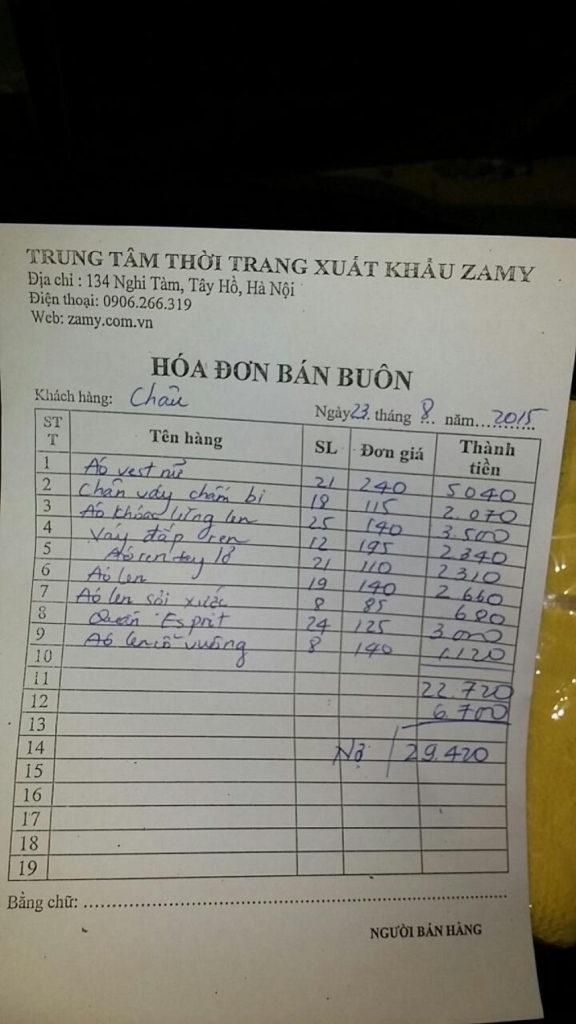 TRUNG TÂM THỜI TRANG XUẤT KHẨU ZAMY
Địa chỉ : 134 Nghi Tàm, Tây Hồ, Hà Nội
Điện thoại: 0906.266.319
Web: zamy.com.vn
HÓA ĐƠN BÁN BUÔN
Khách hàng: Châu
Ngày 23 tháng 8 năm 2015
STT Tên hàng SL Đơn giá Thành tiền
1 Áo vest nữ 21 240 5040
2 Chân váy chấm bi 18 115 2.070
3 Áo khoác lửng len 25 140 3.500
4 Váy đắp ren 12 195 2340
5 Áo ren tay lỡ 21 110 2310
6 Áo len 19 140 2.660
7 Áo len sải xước 8 85 680
8 Quần Esprit 24 125 3.000
9 Áo len cổ vuông 8 140 1.120
10
11 22.720
12 6.700
13
14 Nợ 29.420
15
16
17
18
19
Bằng chữ: ........
NGƯỜI BÁN HÀNG